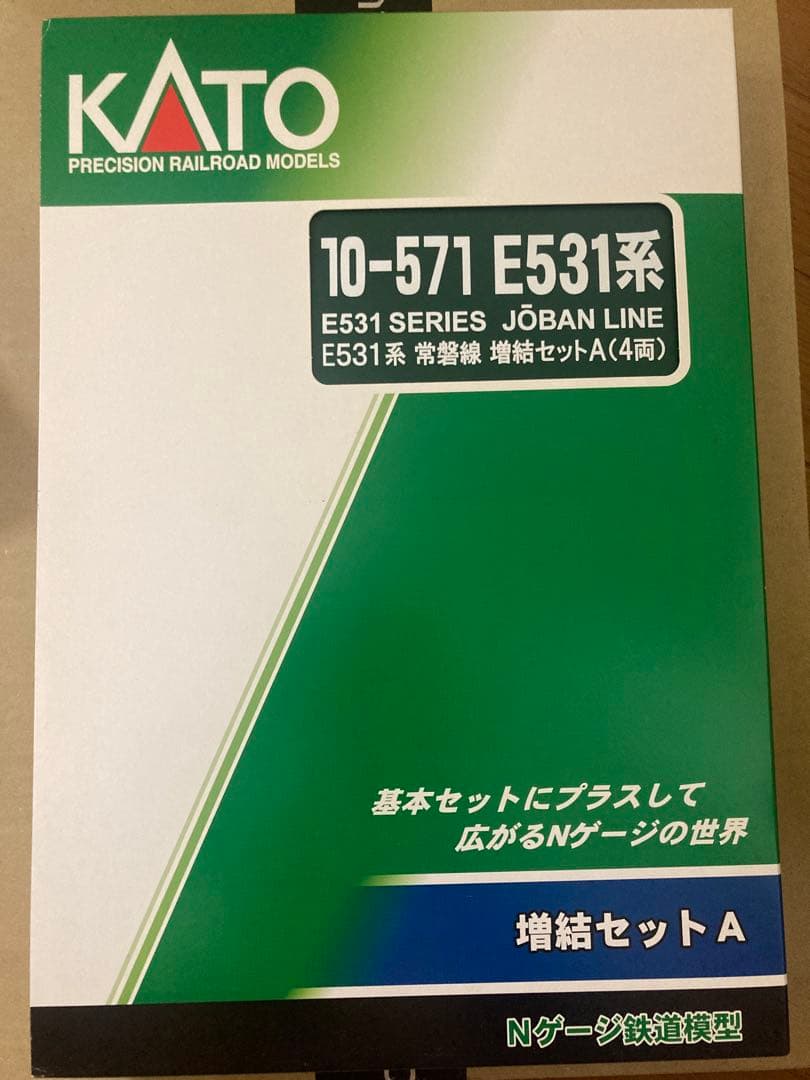 KATO
PRECISION RAILROAD MODELS
10-571 E531系
E531 SERIES JŌBAN LINE
E531系 常磐線 増結セットA(4両)
基本セットにプラスして
広がるNゲージの世界
増結セットA
Nゲージ鉄道模型